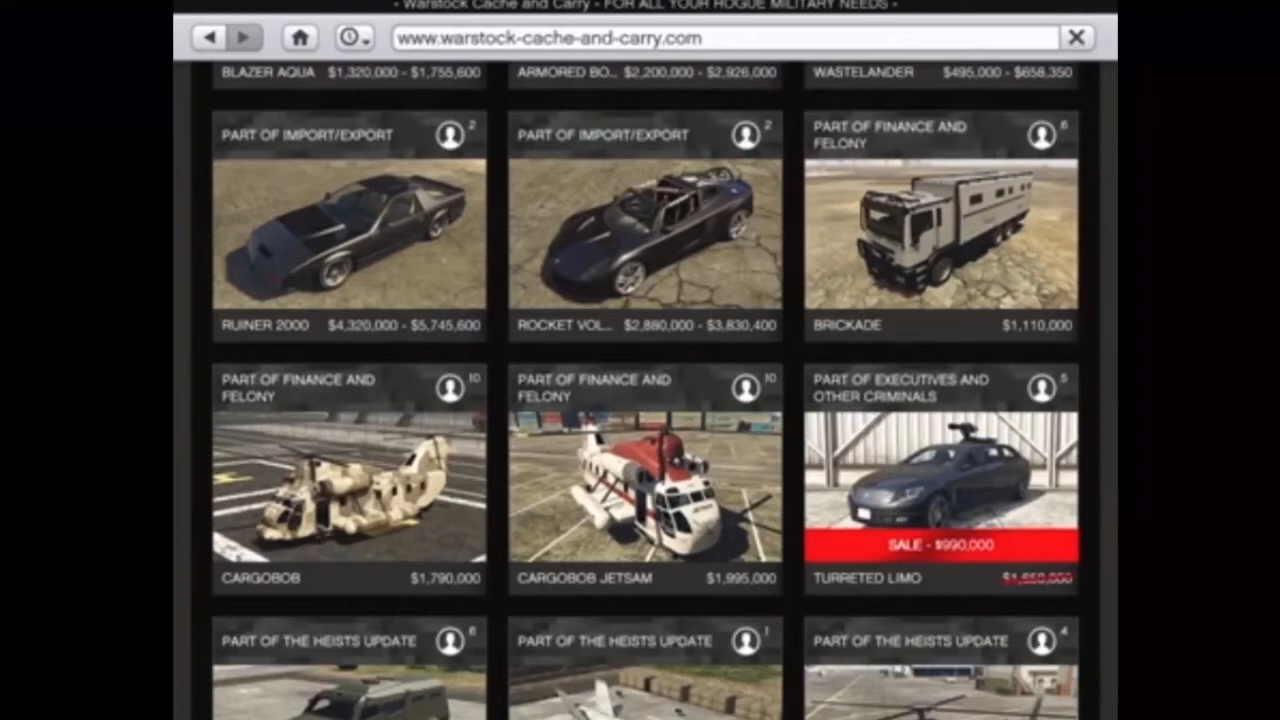 - Warstock Cache and Carry - FOR ALL YOUR ROGUE MILITARY NEEDS -
www.warstock-cache-and-carry.com
BLAZER AQUA $1,320,000 - $1,755,600
ARMORED BO... $2,200,000 - $2,926,000
WASTELANDER $495,000 - $658,350
PART OF IMPORT/EXPORT 2
PART OF IMPORT/EXPORT 2
PART OF FINANCE AND
FELONY 6
RUINER 2000 $4,320,000 - $5,745,600
ROCKET VOL... $2,880,000 - $3,830,400
BRICKADE $1,110,000
PART OF FINANCE AND
FELONY 10
PART OF FINANCE AND
FELONY 10
PART OF EXECUTIVES AND
OTHER CRIMINALS 5
SALE - $990,000
CARGOBOB $1,790,000
CARGOBOB JETSAM $1,995,000
TURRETED LIMO $1,650,000
PART OF THE HEISTS UPDATE 6
PART OF THE HEISTS UPDATE 1
PART OF THE HEISTS UPDATE 4